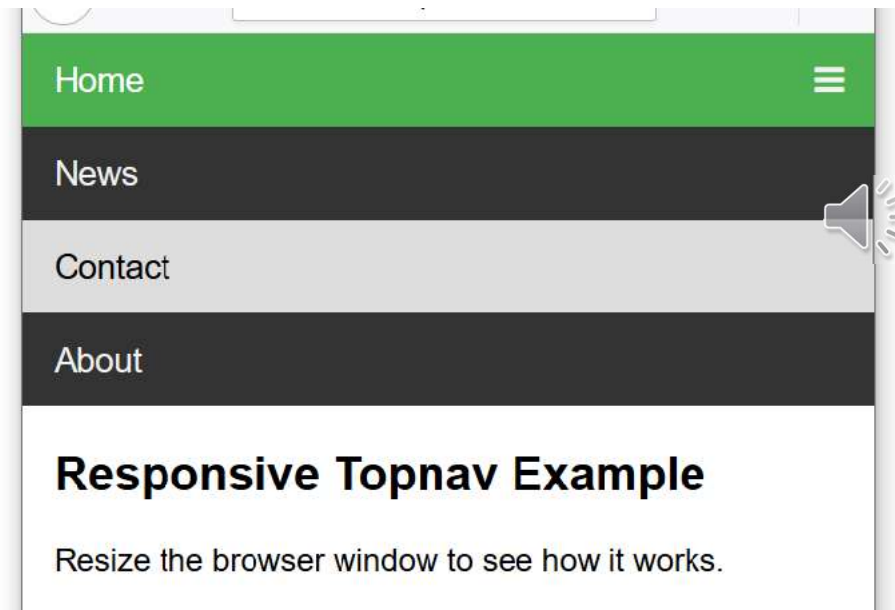 Home
News
Contact
About
Responsive Topnav Example
Resize the browser window to see how it works.